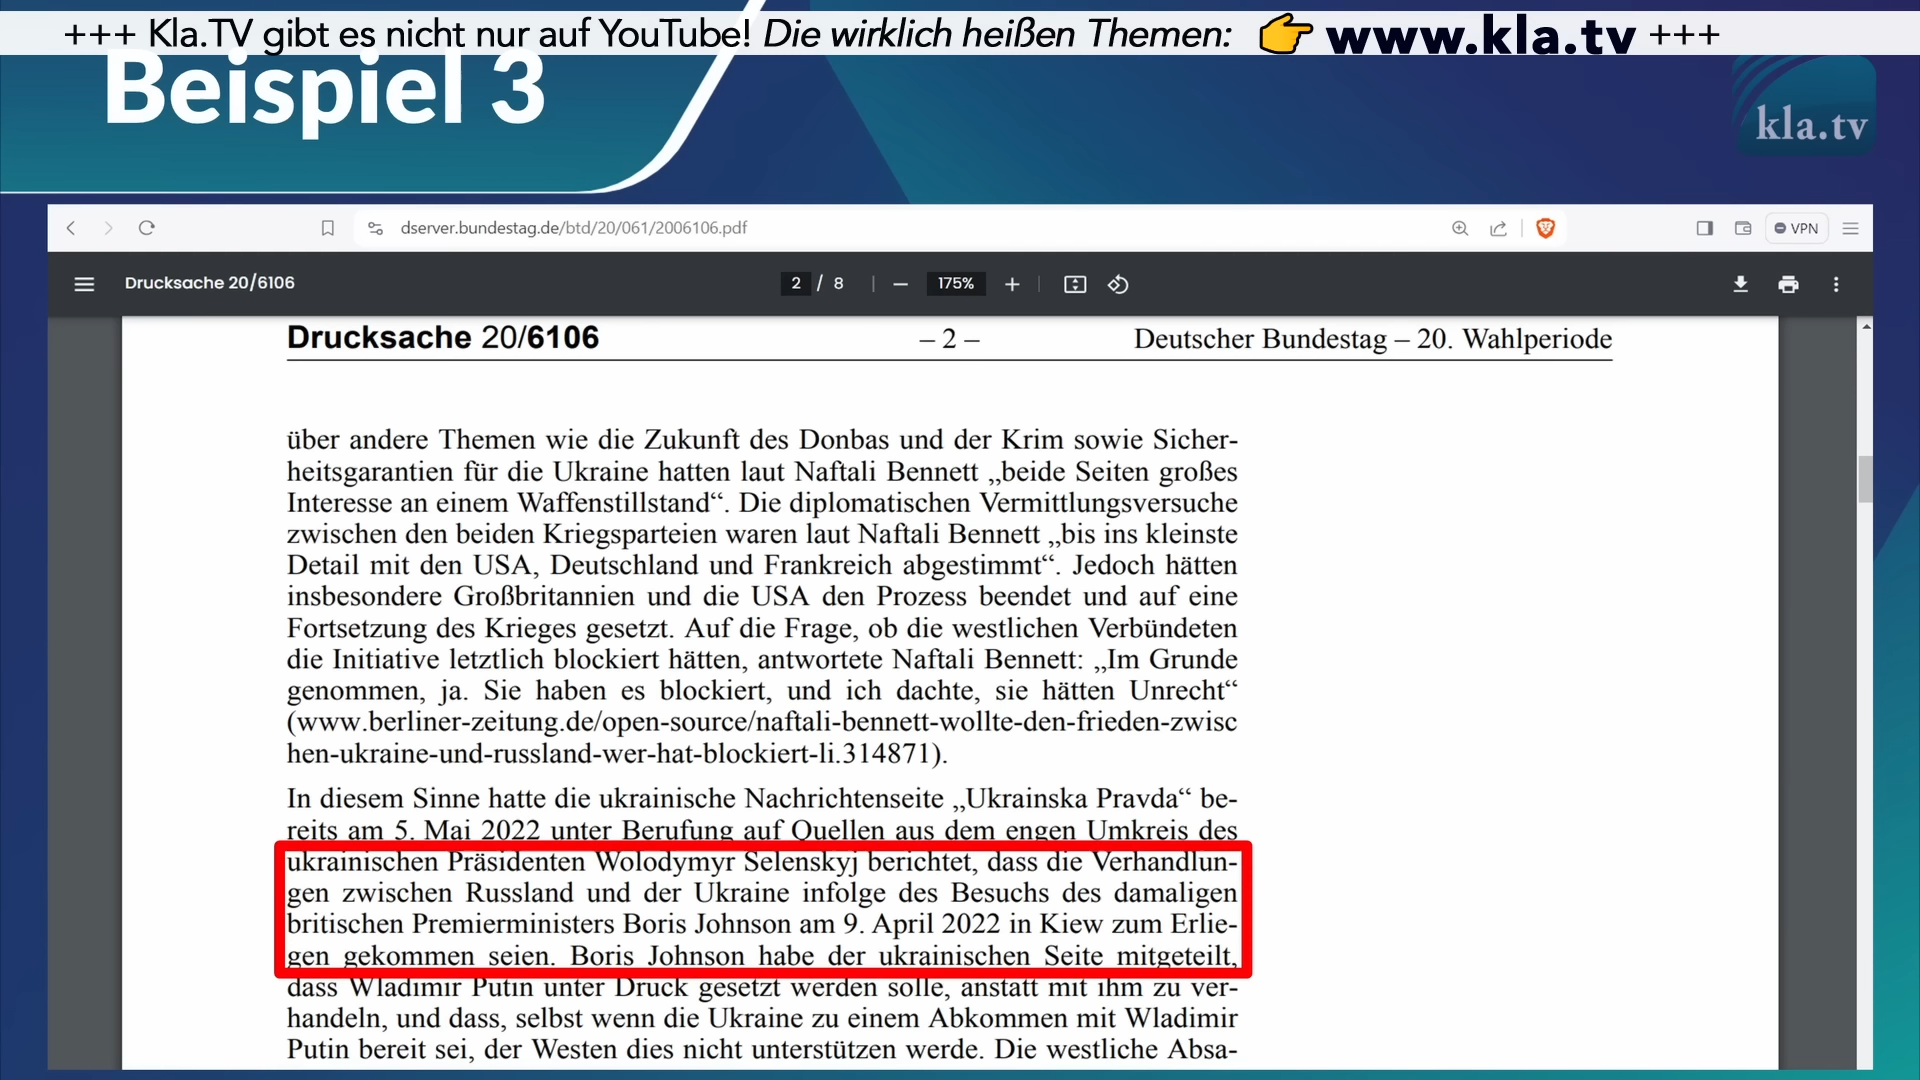 +++ Kla.TV gibt es nicht nur auf YouTube! Die wirklich heißen Themen: 👉 www.kla.tv +++
Beispiel 3
kla.tv
dserver.bundestag.de/btd/20/061/2006106.pdf
VPN
Drucksache 20/6106
2 / 8
175%
Drucksache 20/6106 – 2 – Deutscher Bundestag – 20. Wahlperiode
über andere Themen wie die Zukunft des Donbas und der Krim sowie Sicher-
heitsgarantien für die Ukraine hatten laut Naftali Bennett „beide Seiten großes
Interesse an einem Waffenstillstand“. Die diplomatischen Vermittlungsversuche
zwischen den beiden Kriegsparteien waren laut Naftali Bennett „bis ins kleinste
Detail mit den USA, Deutschland und Frankreich abgestimmt“. Jedoch hätten
insbesondere Großbritannien und die USA den Prozess beendet und auf eine
Fortsetzung des Krieges gesetzt. Auf die Frage, ob die westlichen Verbündeten
die Initiative letztlich blockiert hätten, antwortete Naftali Bennett: „Im Grunde
genommen, ja. Sie haben es blockiert, und ich dachte, sie hätten Unrecht“
(www.berliner-zeitung.de/open-source/naftali-bennett-wollte-den-frieden-zwisc
hen-ukraine-und-russland-wer-hat-blockiert-li.314871).
In diesem Sinne hatte die ukrainische Nachrichtenseite „Ukrainska Pravda“ be-
reits am 5. Mai 2022 unter Berufung auf Quellen aus dem engen Umkreis des
ukrainischen Präsidenten Wolodymyr Selenskyj berichtet, dass die Verhandlun-
gen zwischen Russland und der Ukraine infolge des Besuchs des damaligen
britischen Premierministers Boris Johnson am 9. April 2022 in Kiew zum Erlie-
gen gekommen seien. Boris Johnson habe der ukrainischen Seite mitgeteilt,
dass Wladimir Putin unter Druck gesetzt werden solle, anstatt mit ihm zu ver-
handeln, und dass, selbst wenn die Ukraine zu einem Abkommen mit Wladimir
Putin bereit sei, der Westen dies nicht unterstützen werde. Die westliche Absa-